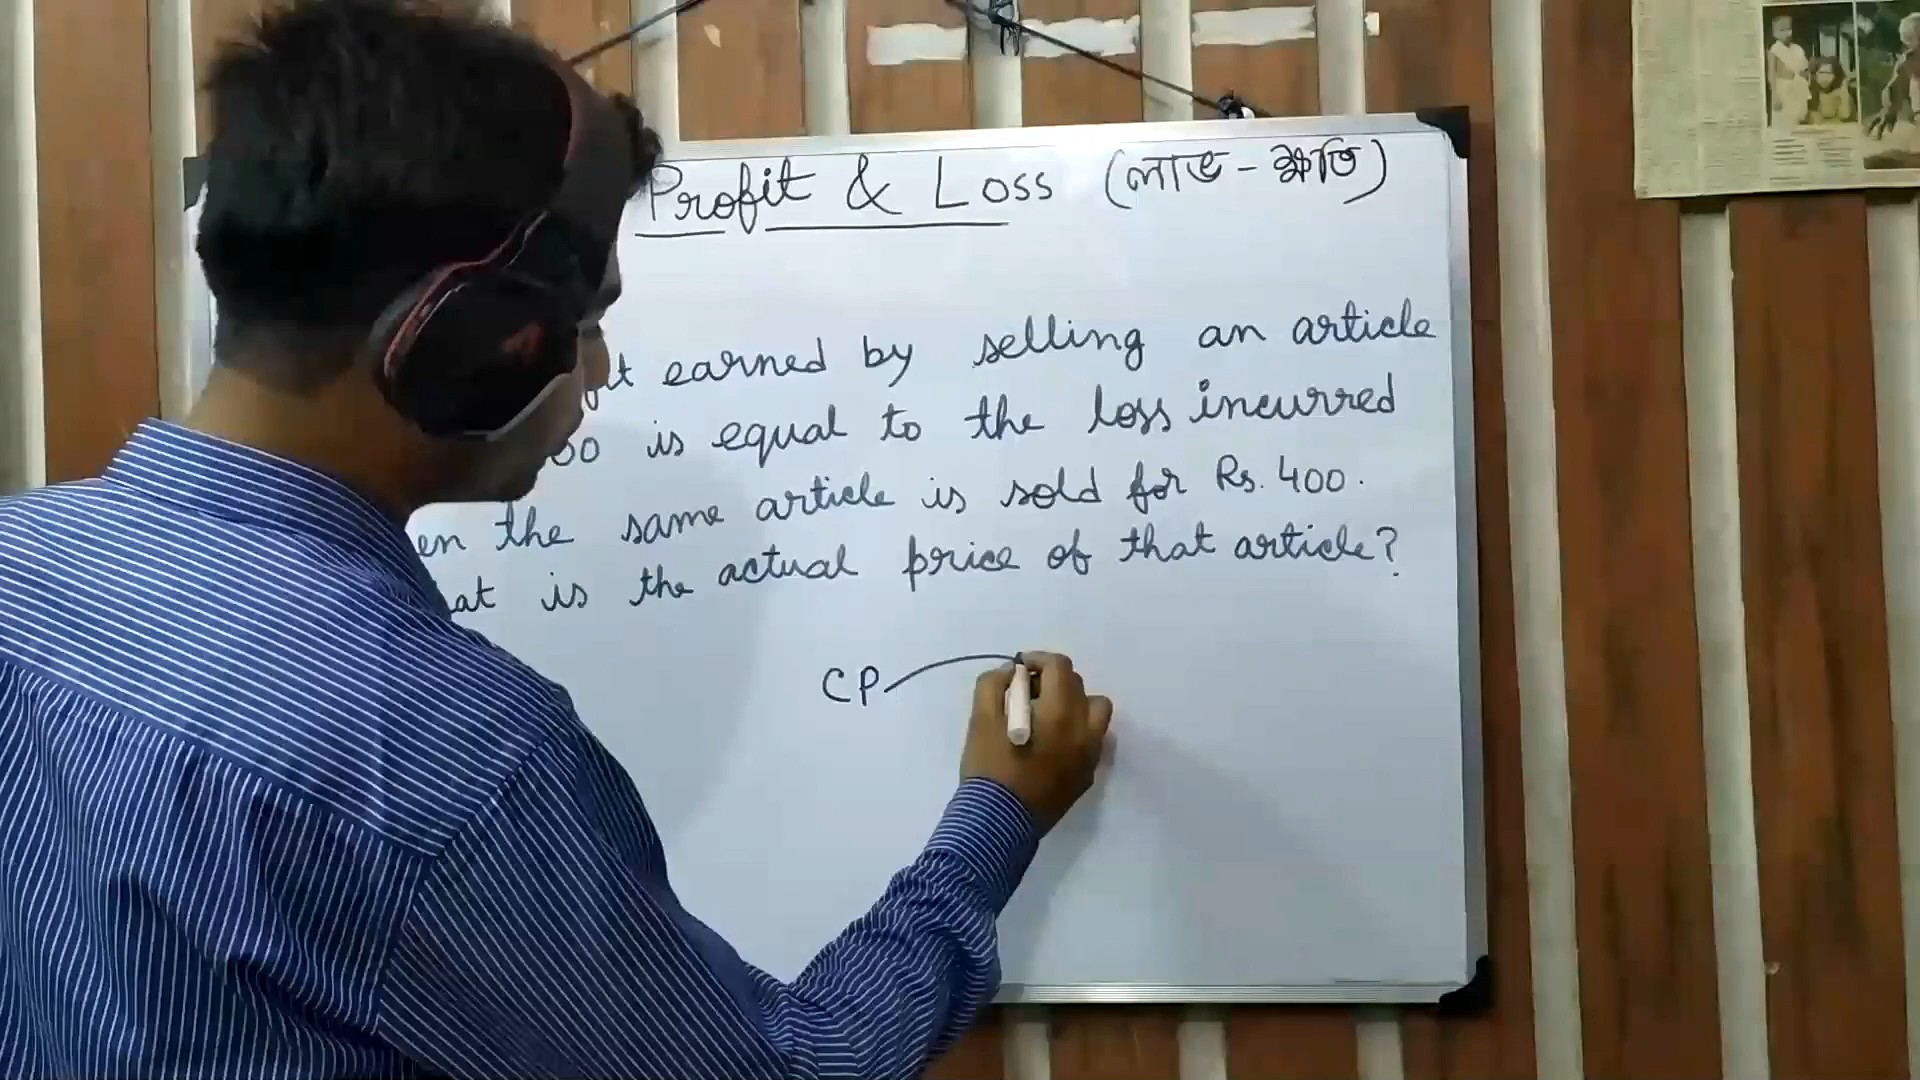 Profit & Loss (লাভ - ক্ষতি)
earned by selling an article
is equal to the loss incurred
the same article is sold for Rs. 400.
is the actual price of that article?
CP